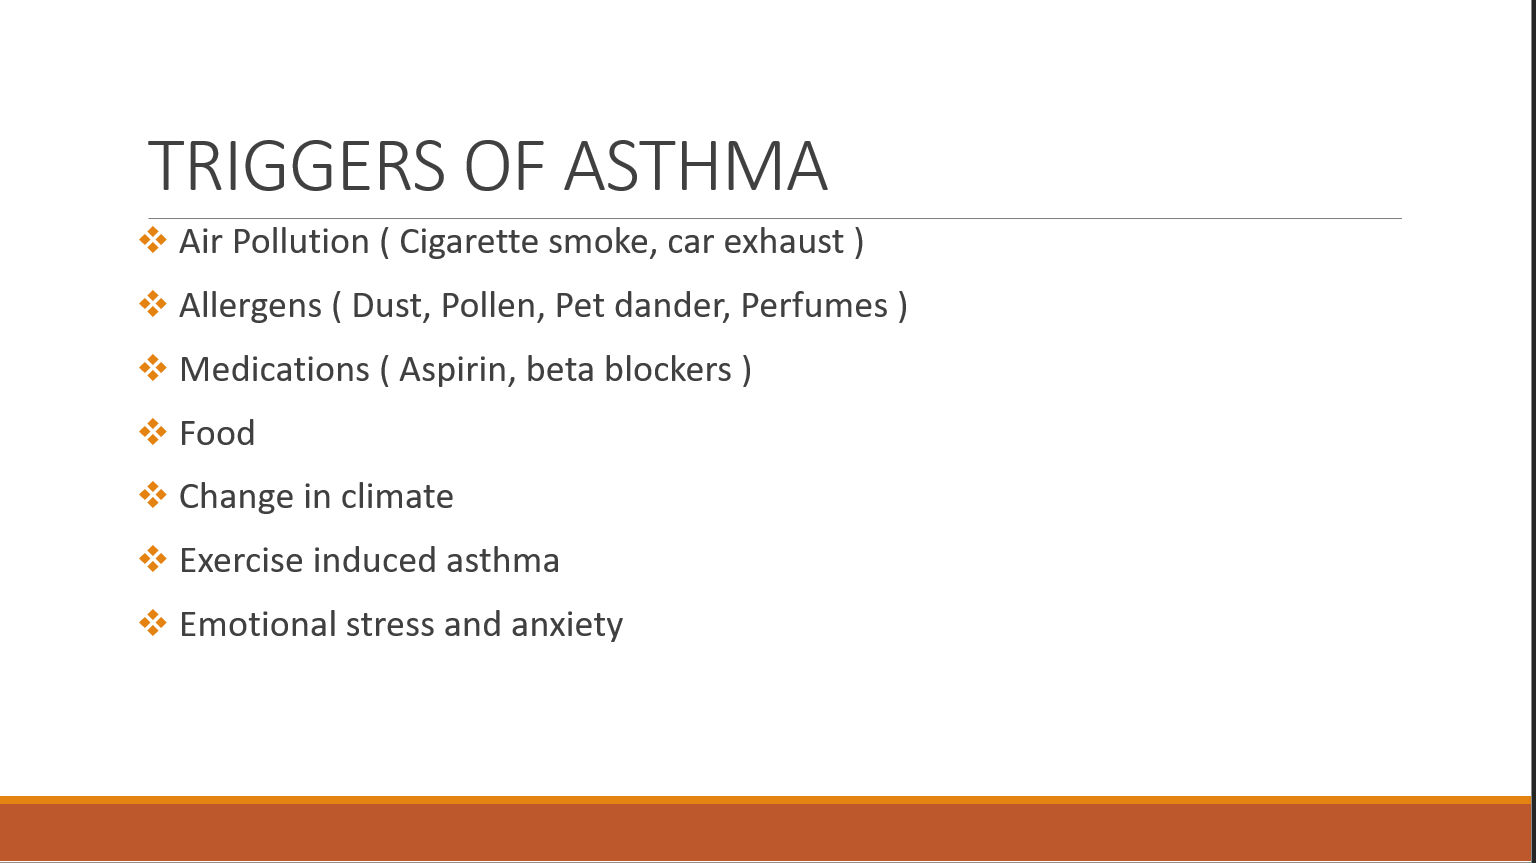 TRIGGERS OF ASTHMA
❖ Air Pollution ( Cigarette smoke, car exhaust )
❖ Allergens ( Dust, Pollen, Pet dander, Perfumes )
❖ Medications ( Aspirin, beta blockers )
❖ Food
❖ Change in climate
❖ Exercise induced asthma
❖ Emotional stress and anxiety